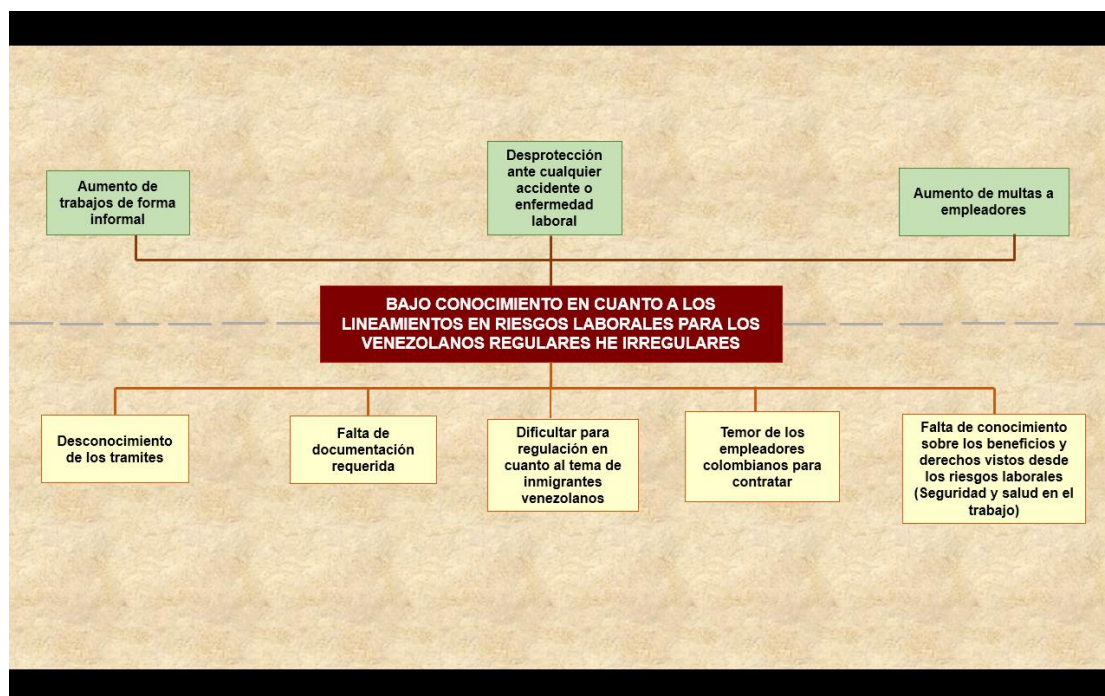 Aumento de
trabajos de forma
informal
Desprotección
ante cualquier
accidente o
enfermedad
laboral
Aumento de multas a
empleadores
BAJO CONOCIMIENTO EN CUANTO A LOS
LINEAMIENTOS EN RIESGOS LABORALES PARA LOS
VENEZOLANOS REGULARES HE IRREGULARES
Desconocimiento
de los tramites
Falta de
documentación
requerida
Dificultar para
regulación en
cuanto al tema de
inmigrantes
venezolanos
Temor de los
empleadores
colombianos para
contratar
Falta de conocimiento
sobre los beneficios y
derechos vistos desde
los riesgos laborales
(Seguridad y salud en el
trabajo)